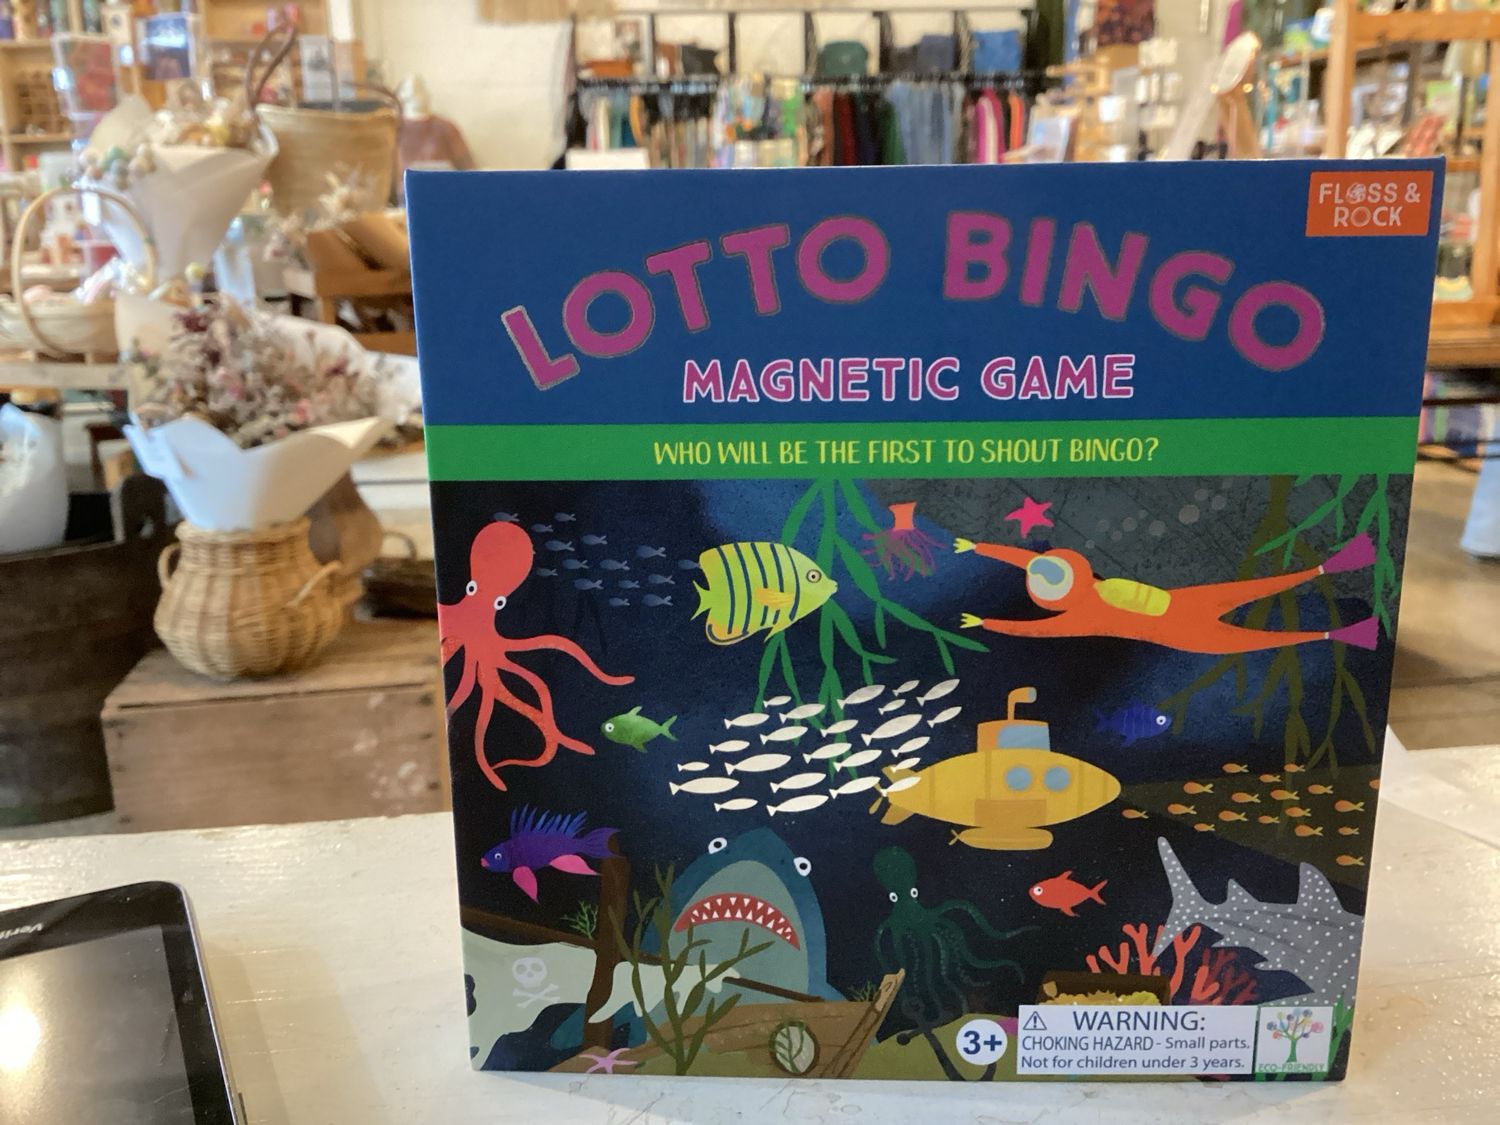 FLOSS &
ROCK
LOTTO BINGO
MAGNETIC GAME
WHO WILL BE THE FIRST TO SHOUT BINGO?
3+
WARNING:
CHOKING HAZARD - Small parts.
Not for children under 3 years.
ECO-FRIENDLY